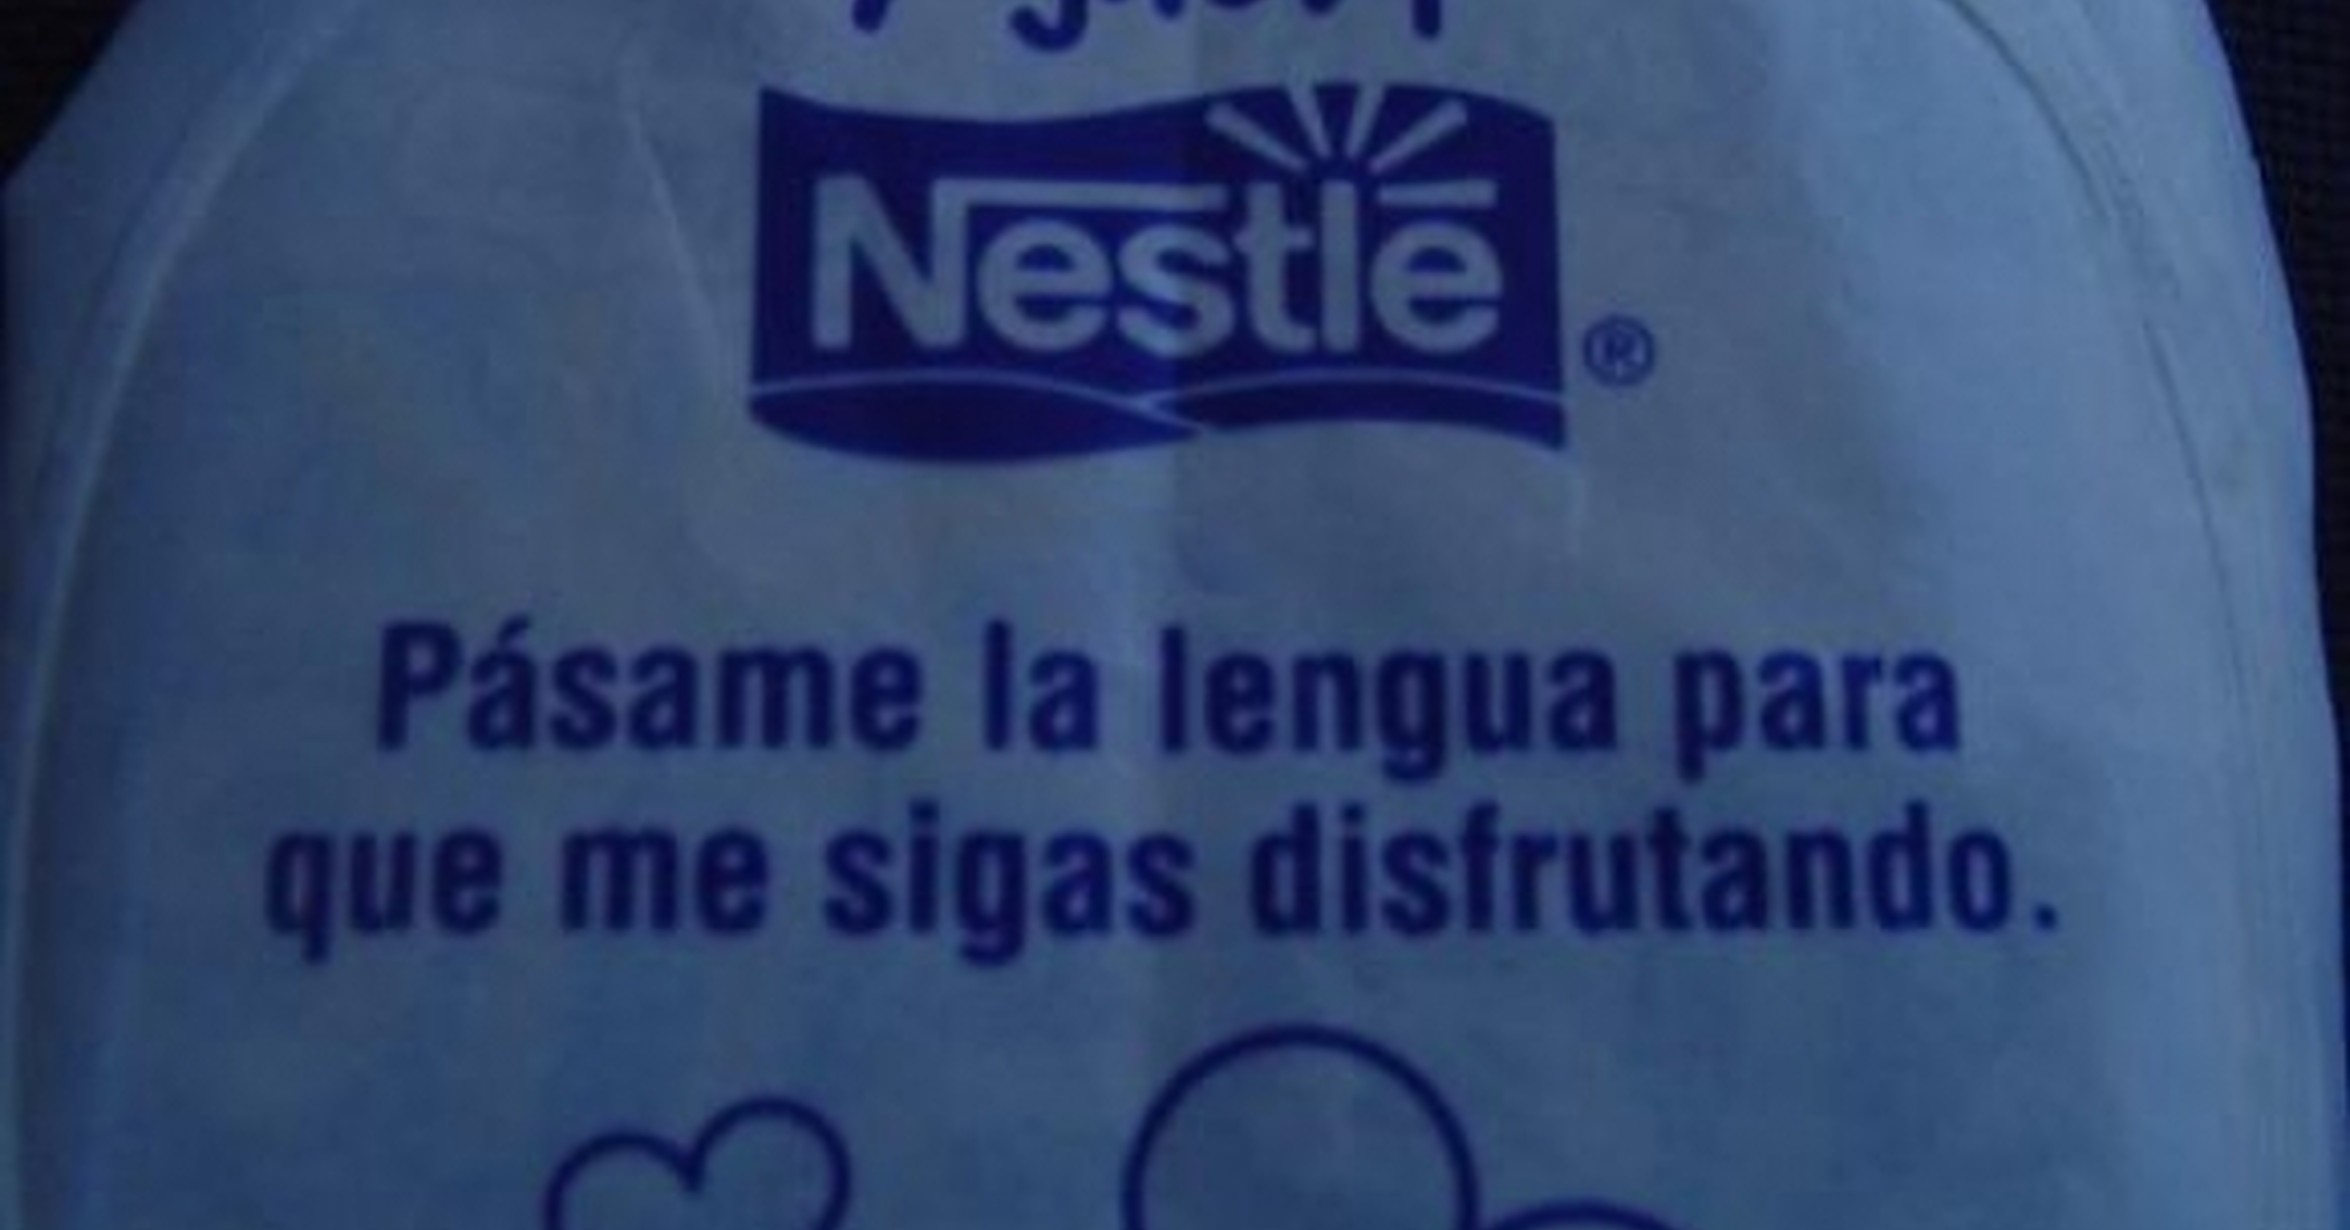 Nestlé ®
Pásame la lengua para
que me sigas disfrutando.